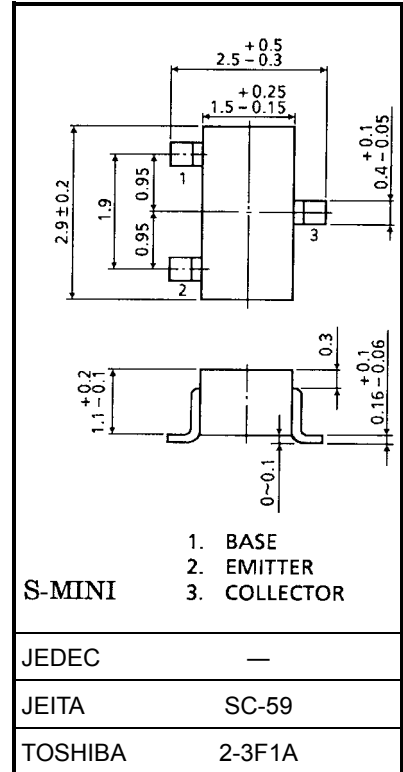 +0.5
2.5 −0.3
+0.25
1.5 −0.15
+0.1
0.4 −0.05
2.9 ± 0.2
1.9
0.95
0.95
1
2
3
+0.2
1.1 −0.1
0.3
+0.1
0.16 −0.06
0~0.1
1. BASE
2. EMITTER
S-MINI 3. COLLECTOR
JEDEC —
JEITA SC-59
TOSHIBA 2-3F1A